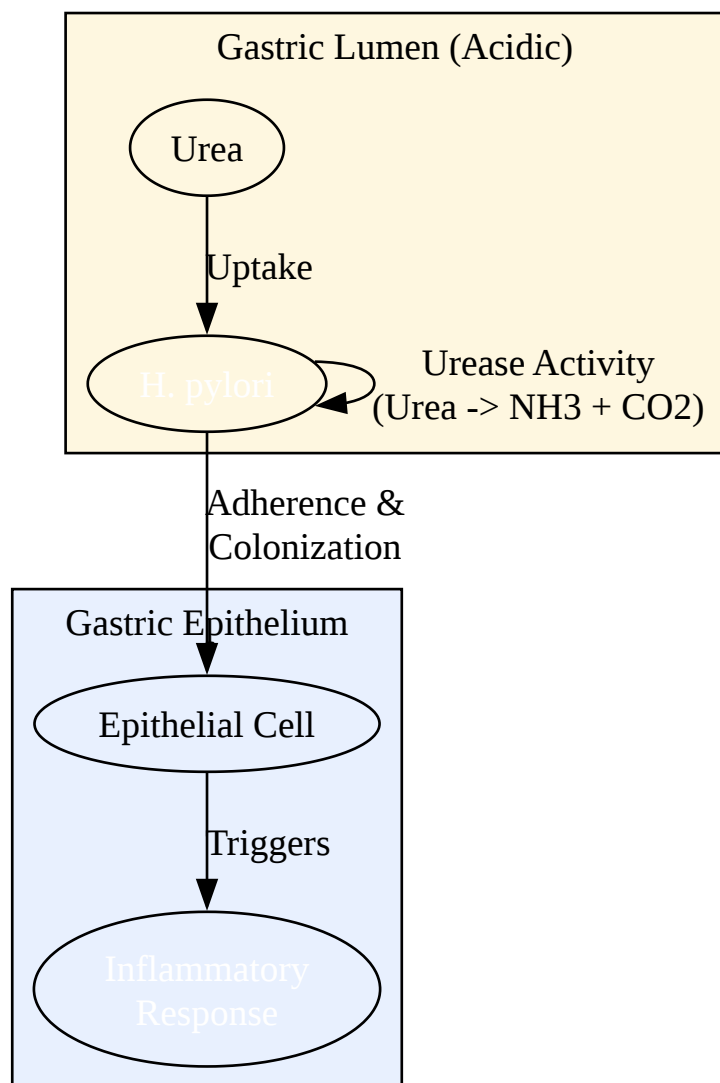 Gastric Lumen (Acidic)
Urea
Uptake
H. pylori
Urease Activity
(Urea -> NH3 + CO2)
Adherence &
Colonization
Gastric Epithelium
Epithelial Cell
Triggers
Inflammatory
Response